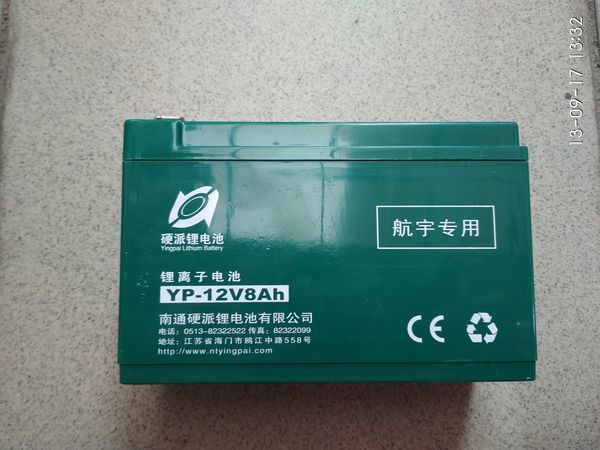 13-09-17 13:32
硬派锂电池
Yingpai Lithium Battery
航宇专用
锂离子电池
YP-12V8Ah
南通硬派锂电池有限公司
电话：0513-82322522 传真：82322099
地址：江苏省海门市鸥江中路558号
http://www.ntyingpai.com
CE